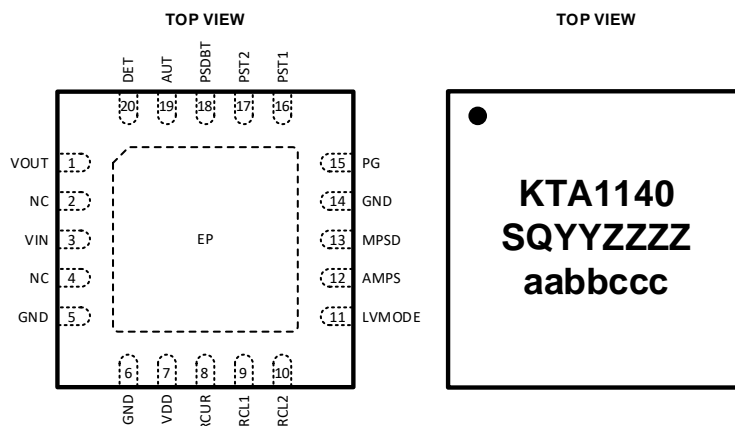 TOP VIEW
TOP VIEW
DET
AUT
PSDBT
PST2
PST1
20
19
18
17
16
VOUT 1
15 PG
NC 2
14 GND
VIN 3
EP
13 MPSD
NC 4
12 AMPS
GND 5
11 LVMODE
6
7
8
9
10
GND
VDD
RCUR
RCL1
RCL2
KTA1140
SQYYZZZZ
aabbccc